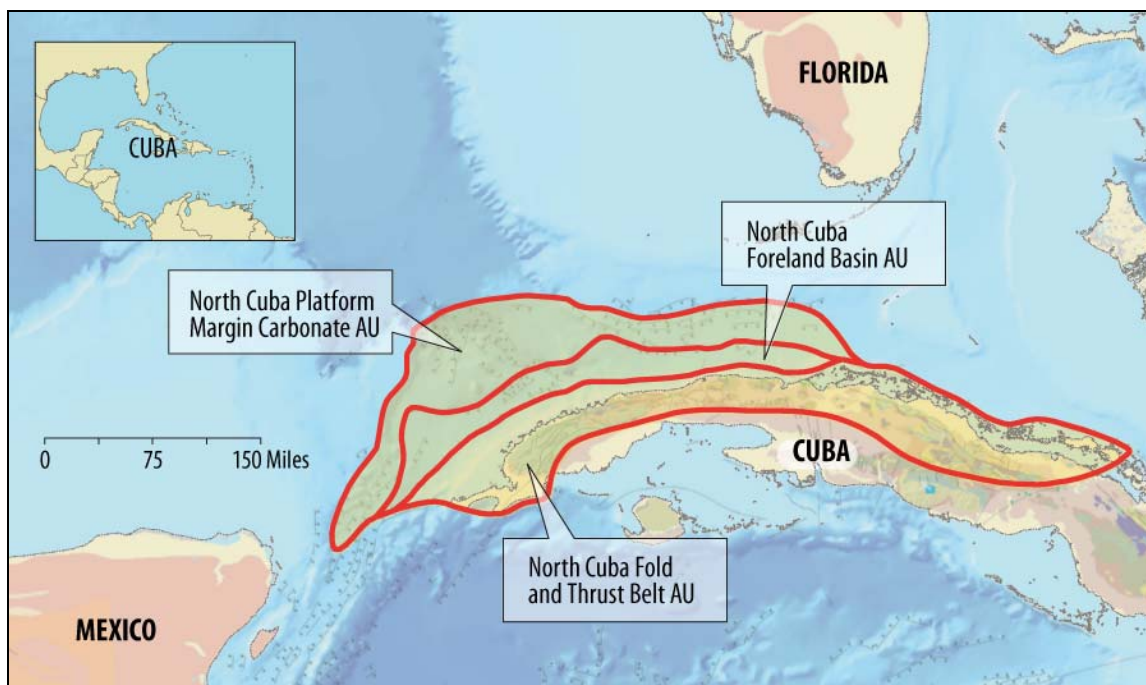 FLORIDA
CUBA
North Cuba
Foreland Basin AU
North Cuba Platform
Margin Carbonate AU
0 75 150 Miles
CUBA
North Cuba Fold
and Thrust Belt AU
MEXICO